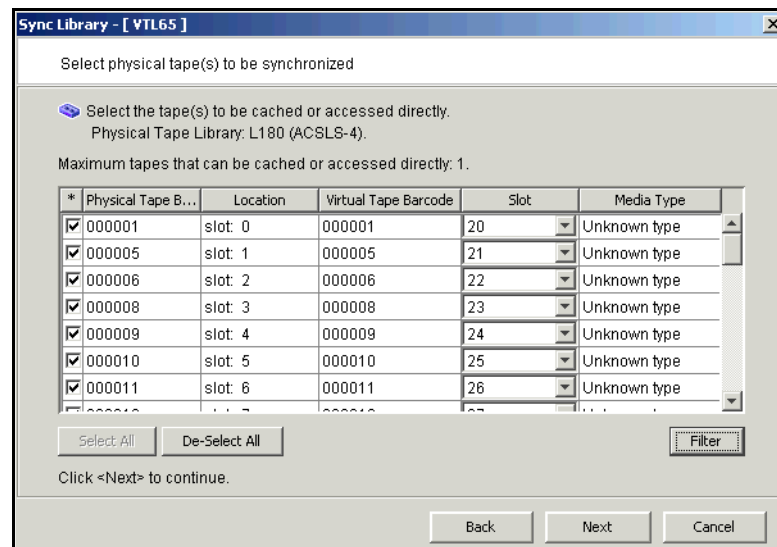 Sync Library - [ VTL65 ]
Select physical tape(s) to be synchronized
Select the tape(s) to be cached or accessed directly.
Physical Tape Library: L180 (ACSLS-4).
Maximum tapes that can be cached or accessed directly: 1.
* Physical Tape B... Location Virtual Tape Barcode Slot Media Type
000001 slot: 0 000001 20 Unknown type
000005 slot: 1 000005 21 Unknown type
000006 slot: 2 000006 22 Unknown type
000008 slot: 3 000008 23 Unknown type
000009 slot: 4 000009 24 Unknown type
000010 slot: 5 000010 25 Unknown type
000011 slot: 6 000011 26 Unknown type
Select All De-Select All Filter
Click <Next> to continue.
Back Next Cancel